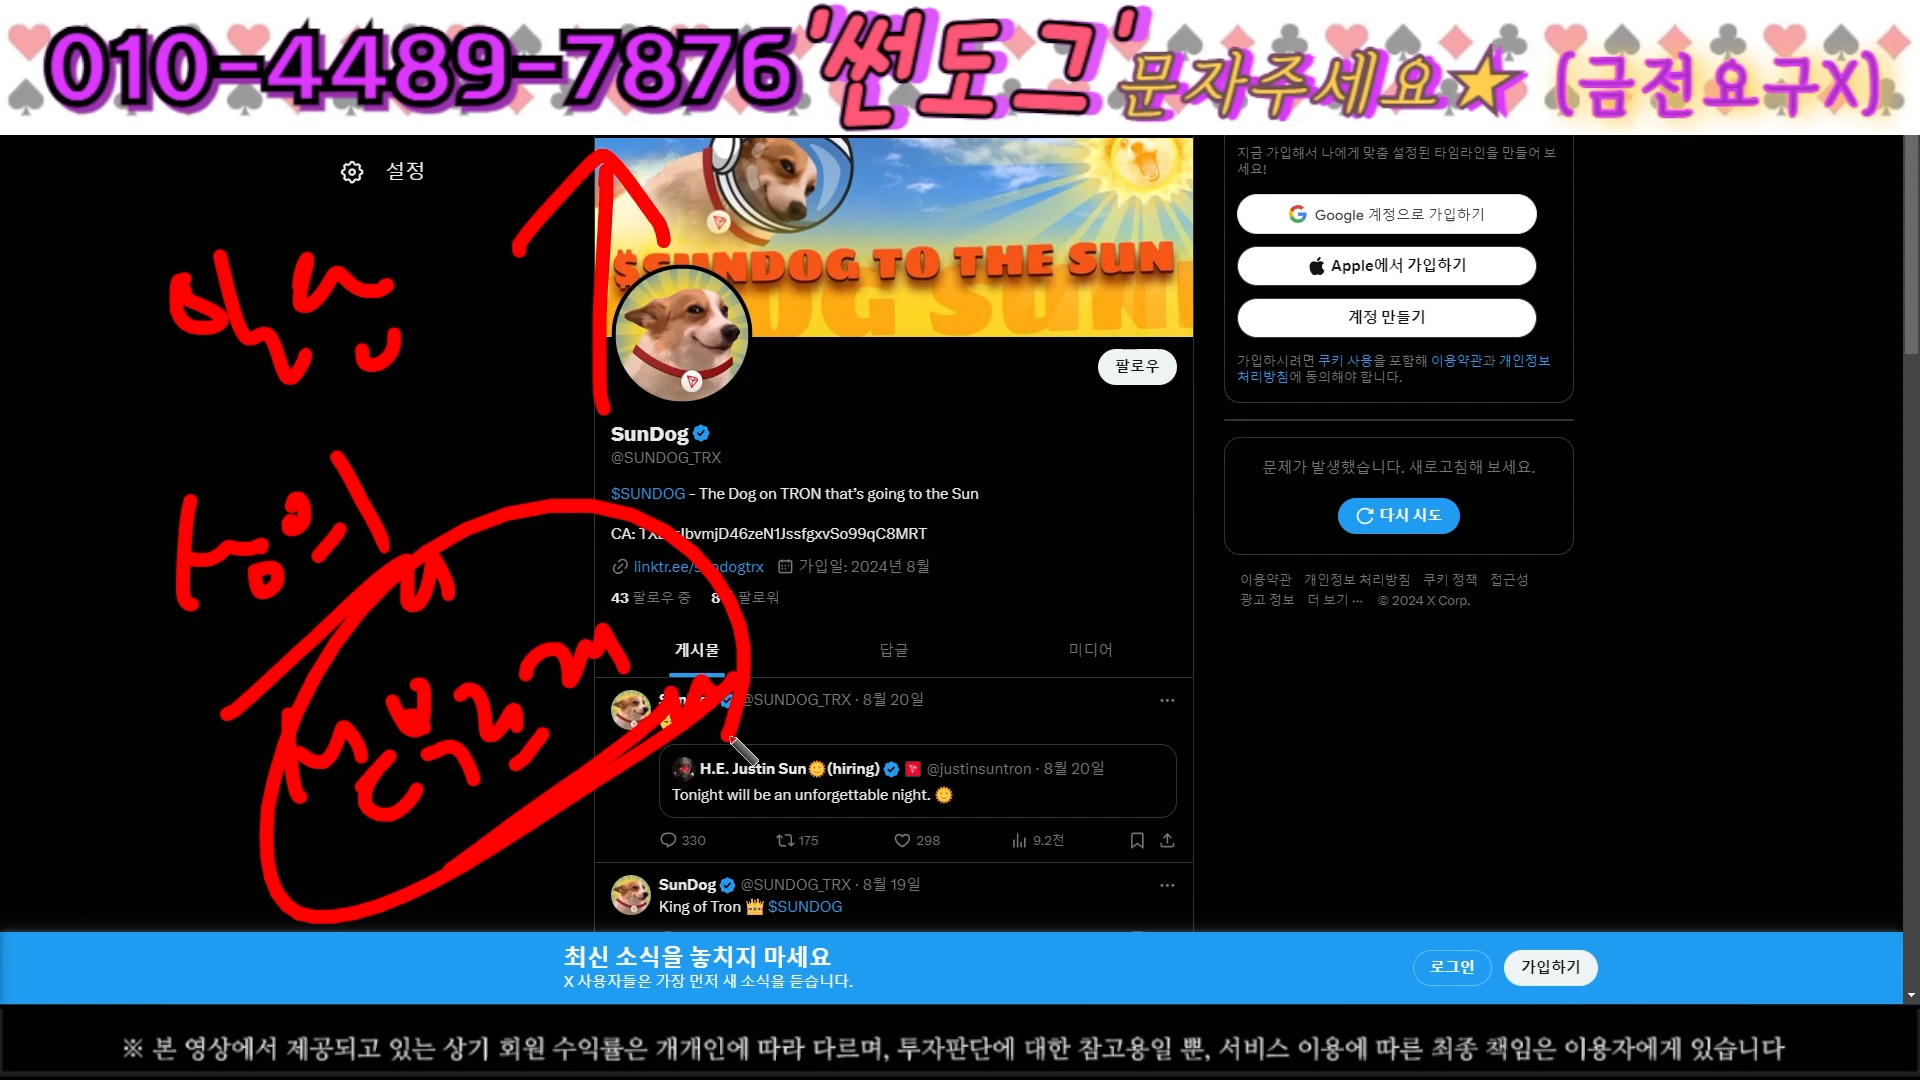 010-4489-7876 '썬도그' 문자주세요★ (금전요구X)
설정
$SUNDOG TO THE SUN
팔로우
SunDog
@SUNDOG_TRX
$SUNDOG - The Dog on TRON that's going to the Sun
linktr.ee/sundogtrx 가입일: 2024년 8월
43 팔로우 중 팔로워
게시물 답글 미디어
@SUNDOG_TRX · 8월 20일
H.E. Justin Sun🌞(hiring) @justinsuntron · 8월 20일
Tonight will be an unforgettable night. 🌞
330 175 298 9.2천
SunDog @SUNDOG_TRX · 8월 19일
King of Tron 👑 $SUNDOG
지금 가입해서 나에게 맞춤 설정된 타임라인을 만들어 보
세요!
Google 계정으로 가입하기
Apple에서 가입하기
계정 만들기
가입하시려면 쿠키 사용을 포함해 이용약관과 개인정보
처리방침에 동의해야 합니다.
문제가 발생했습니다. 새로고침해 보세요.
다시 시도
이용약관 개인정보 처리방침 쿠키 정책 접근성
광고 정보 더 보기 ··· © 2024 X Corp.
최신 소식을 놓치지 마세요
X 사용자들은 가장 먼저 새 소식을 듣습니다.
로그인 가입하기
※ 본 영상에서 제공되고 있는 상기 회원 수익률은 개개인에 따라 다르며, 투자판단에 대한 참고용일 뿐, 서비스 이용에 따른 최종 책임은 이용자에게 있습니다